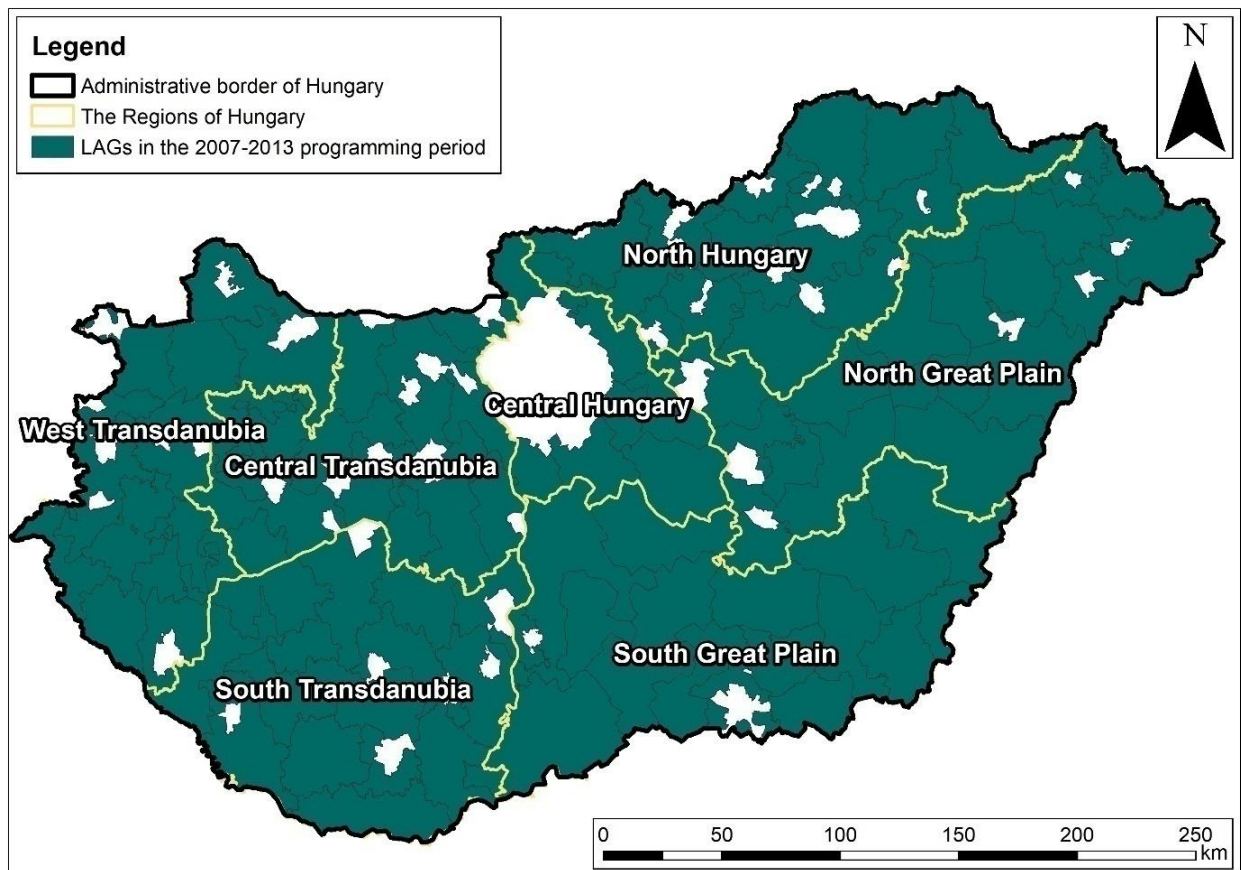 Legend
Administrative border of Hungary
The Regions of Hungary
LAGs in the 2007-2013 programming period
N
North Hungary
North Great Plain
Central Hungary
West Transdanubia
Central Transdanubia
South Great Plain
South Transdanubia
0 50 100 150 200 250
km